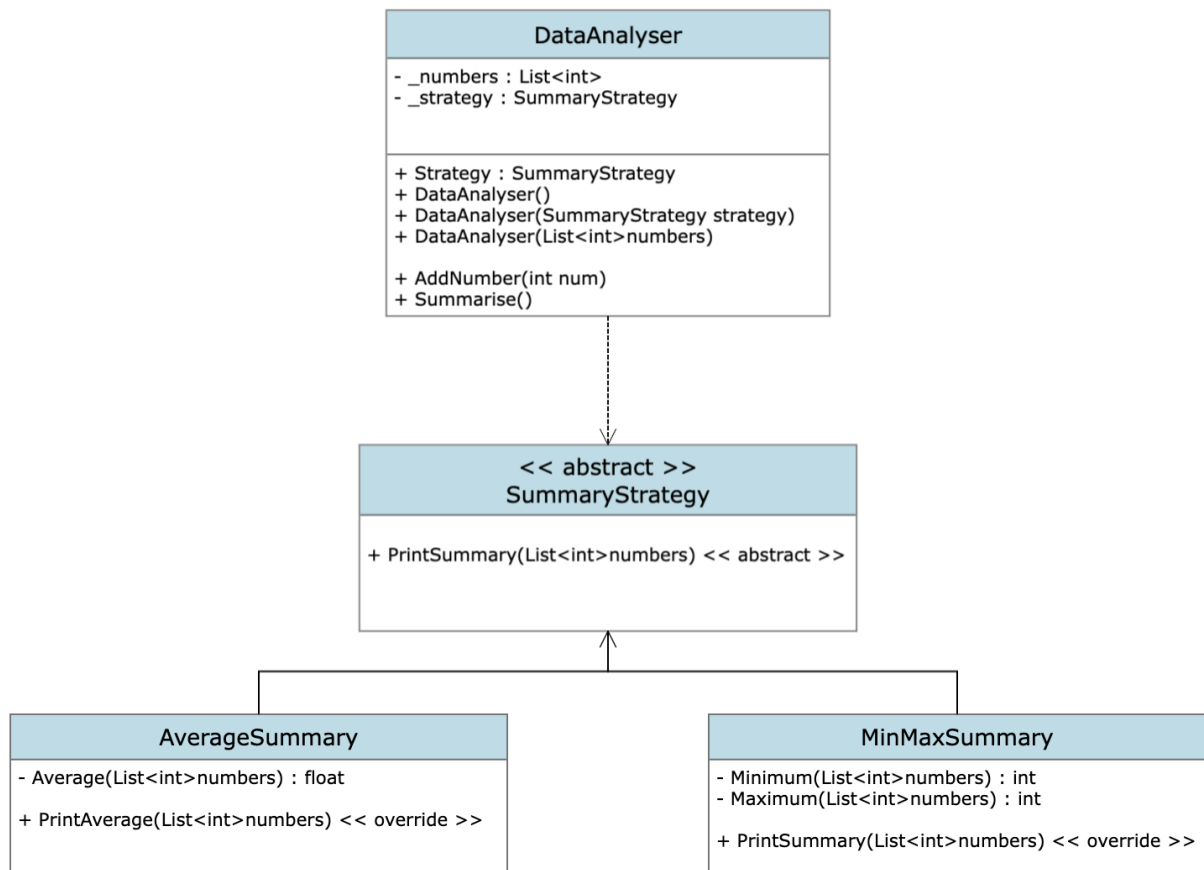 DataAnalyser
- _numbers : List<int>
- _strategy : SummaryStrategy
+ Strategy : SummaryStrategy
+ DataAnalyser()
+ DataAnalyser(SummaryStrategy strategy)
+ DataAnalyser(List<int>numbers)
+ AddNumber(int num)
+ Summarise()
<< abstract >>
SummaryStrategy
+ PrintSummary(List<int>numbers) << abstract >>
AverageSummary
- Average(List<int>numbers) : float
+ PrintAverage(List<int>numbers) << override >>
MinMaxSummary
- Minimum(List<int>numbers) : int
- Maximum(List<int>numbers) : int
+ PrintSummary(List<int>numbers) << override >>